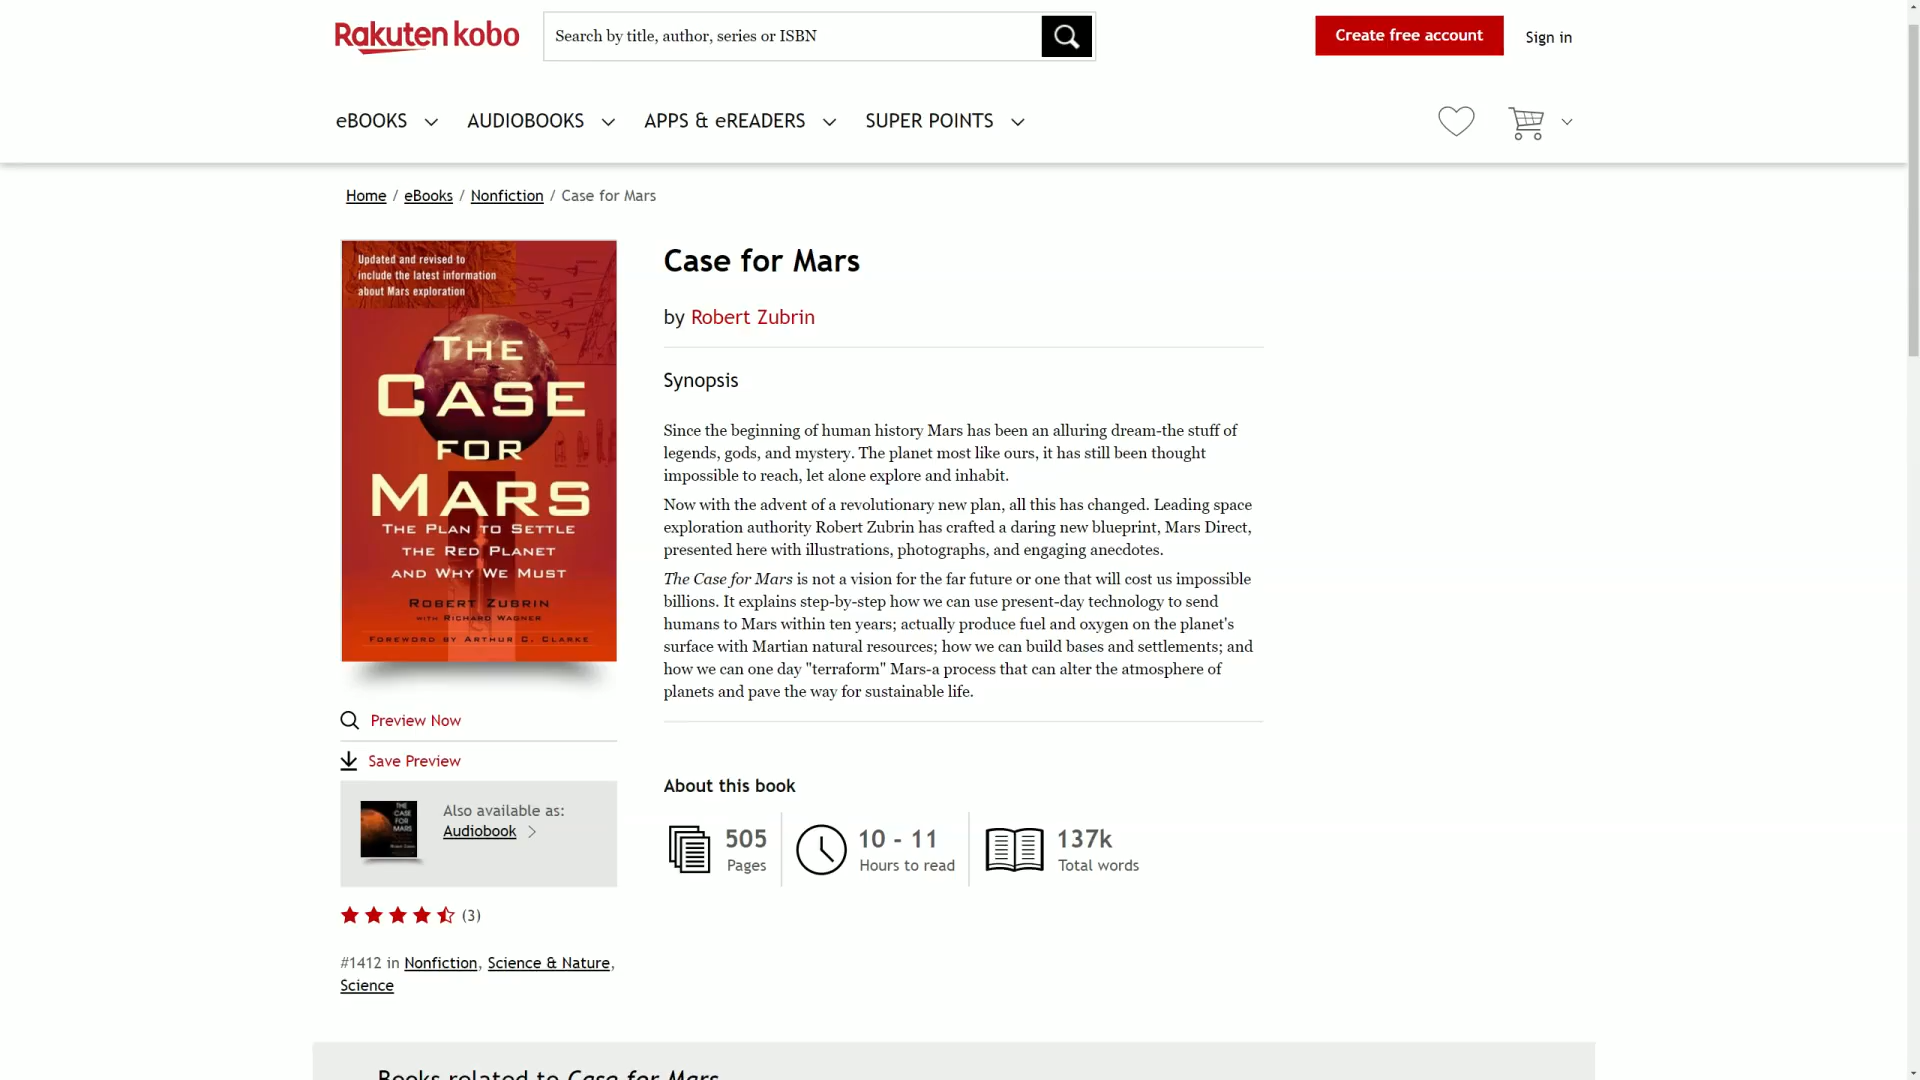 Rakuten kobo
Search by title, author, series or ISBN
Create free account
Sign in
eBOOKS
AUDIOBOOKS
APPS & eREADERS
SUPER POINTS
Home / eBooks / Nonfiction / Case for Mars
Updated and revised to
include the latest information
about Mars exploration
THE
CASE
FOR
MARS
THE PLAN TO SETTLE
THE RED PLANET
AND WHY WE MUST
ROBERT ZUBRIN
WITH RICHARD WAGNER
FOREWORD BY ARTHUR C. CLARKE
Preview Now
Save Preview
THE
CASE
FOR
MARS
Also available as:
Audiobook
(3)
#1412 in Nonfiction, Science & Nature,
Science
Case for Mars
by Robert Zubrin
Synopsis
Since the beginning of human history Mars has been an alluring dream-the stuff of
legends, gods, and mystery. The planet most like ours, it has still been thought
impossible to reach, let alone explore and inhabit.
Now with the advent of a revolutionary new plan, all this has changed. Leading space
exploration authority Robert Zubrin has crafted a daring new blueprint, Mars Direct,
presented here with illustrations, photographs, and engaging anecdotes.
The Case for Mars is not a vision for the far future or one that will cost us impossible
billions. It explains step-by-step how we can use present-day technology to send
humans to Mars within ten years; actually produce fuel and oxygen on the planet's
surface with Martian natural resources; how we can build bases and settlements; and
how we can one day "terraform" Mars-a process that can alter the atmosphere of
planets and pave the way for sustainable life.
About this book
505
Pages
10 - 11
Hours to read
137k
Total words
Books related to Case for Mars